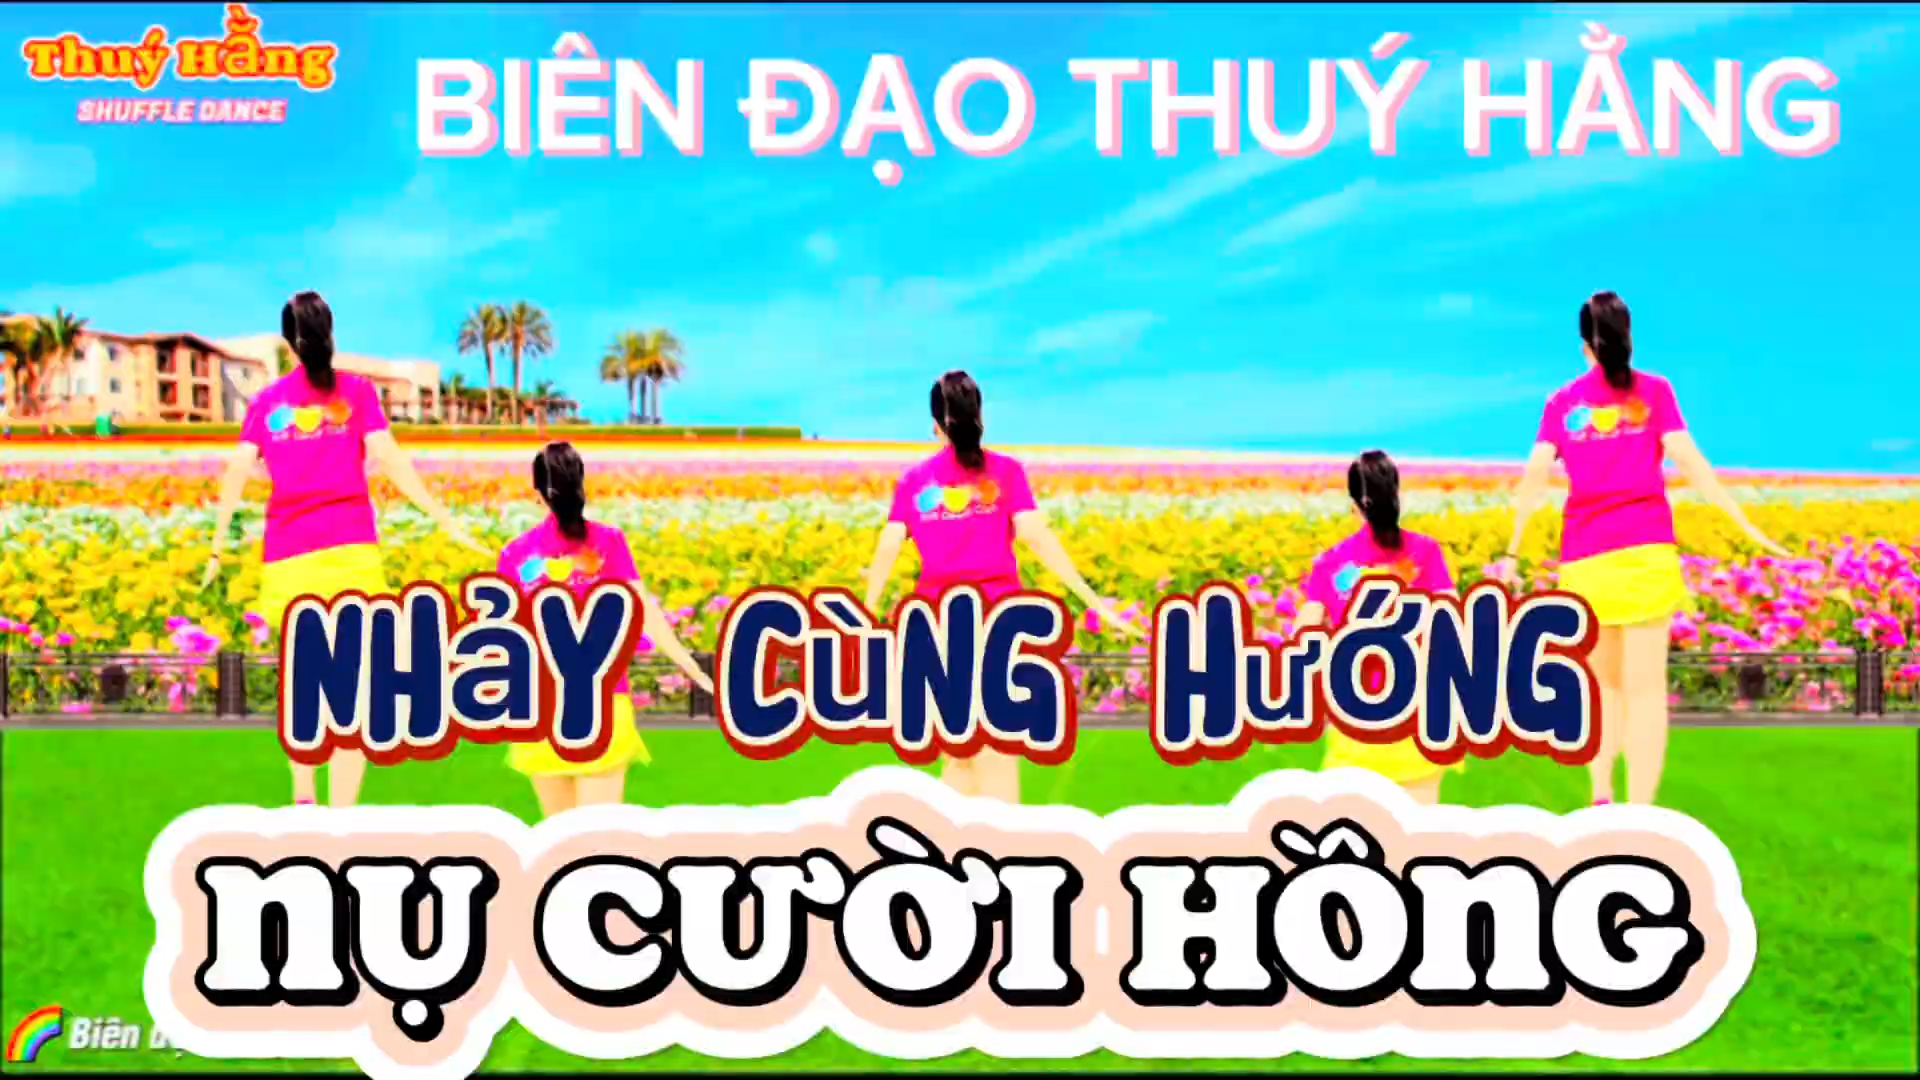 Thuý Hằng
SHUFFLE DANCE
BIÊN ĐẠO THUÝ HẰNG
NHẢY CÙNG HƯỚNG
NỤ CƯỜI HỒNG
Biên